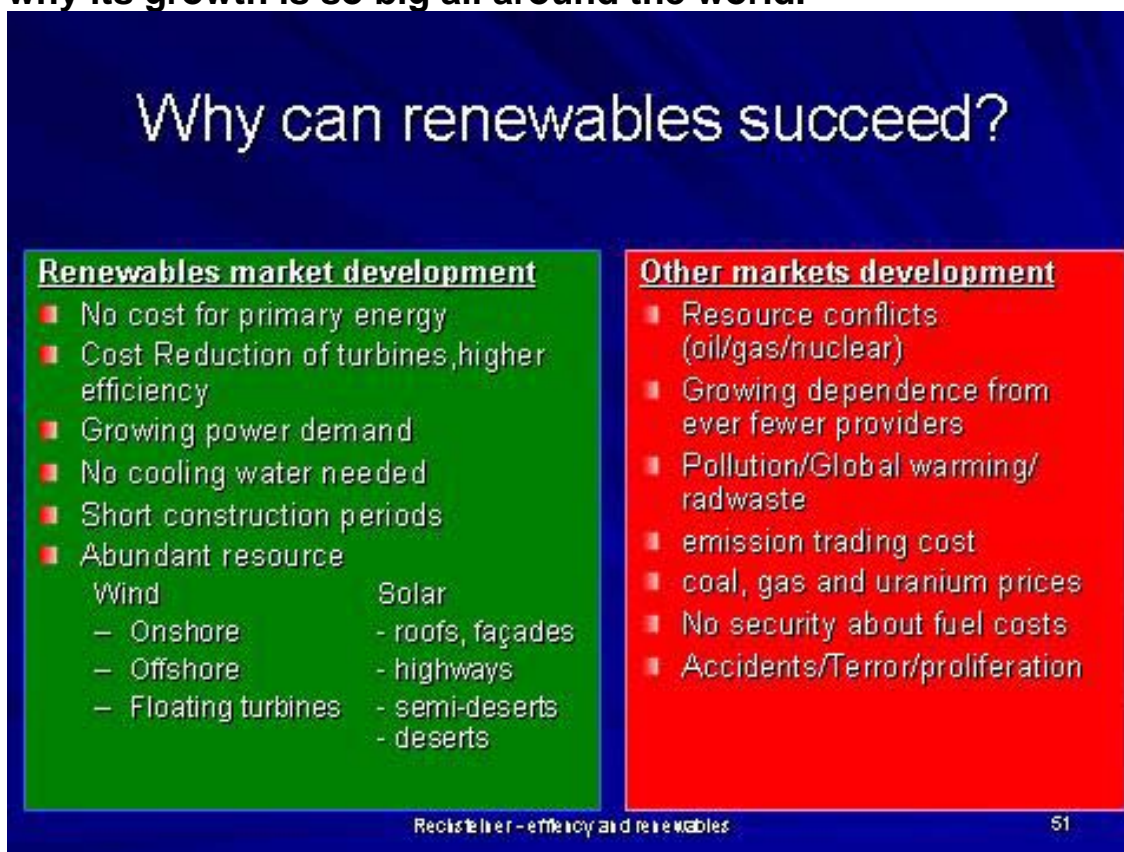 why its growth is so big all around the world.
Why can renewables succeed?
Renewables market development
No cost for primary energy
Cost Reduction of turbines,higher
efficiency
Growing power demand
No cooling water needed
Short construction periods
Abundant resource
Wind Solar
– Onshore - roofs, façades
– Offshore - highways
– Floating turbines - semi-deserts
- deserts
Other markets development
Resource conflicts
(oil/gas/nuclear)
Growing dependence from
ever fewer providers
Pollution/Global warming/
radwaste
emission trading cost
coal, gas and uranium prices
No security about fuel costs
Accidents/Terror/proliferation
Rechsteiner - effiency and renewables 51